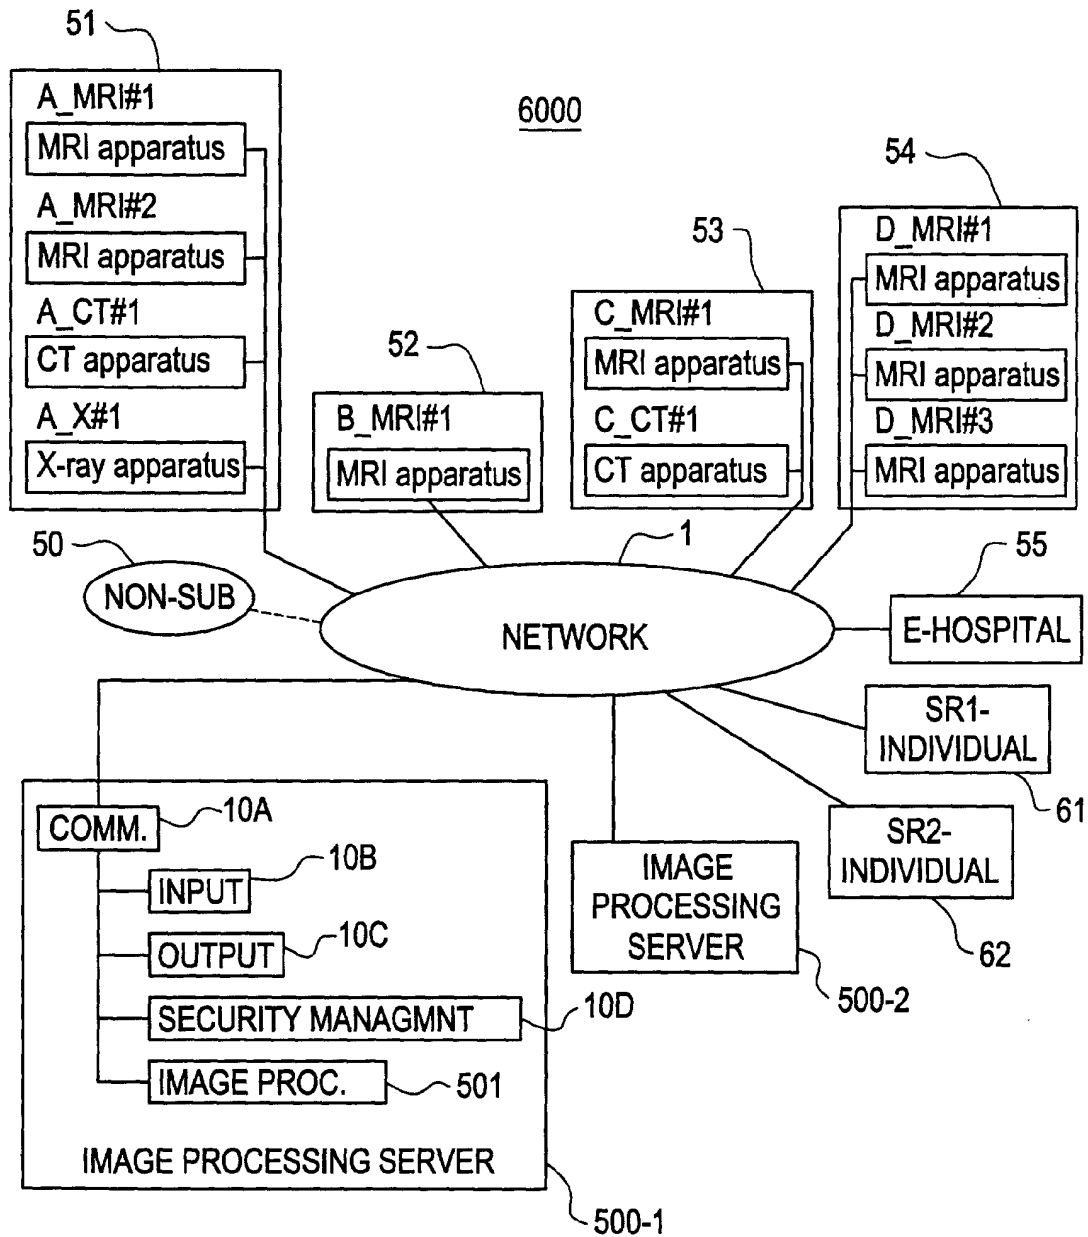 51
A_MRI#1
MRI apparatus
A_MRI#2
MRI apparatus
A_CT#1
CT apparatus
A_X#1
X-ray apparatus
6000
52
B_MRI#1
MRI apparatus
53
C_MRI#1
MRI apparatus
C_CT#1
CT apparatus
54
D_MRI#1
MRI apparatus
D_MRI#2
MRI apparatus
D_MRI#3
MRI apparatus
50
NON-SUB
1
NETWORK
55
E-HOSPITAL
SR1-
INDIVIDUAL
61
SR2-
INDIVIDUAL
62
COMM.
10A
INPUT
10B
OUTPUT
10C
SECURITY MANAGMNT
10D
IMAGE PROC.
501
IMAGE PROCESSING SERVER
500-1
IMAGE
PROCESSING
SERVER
500-2